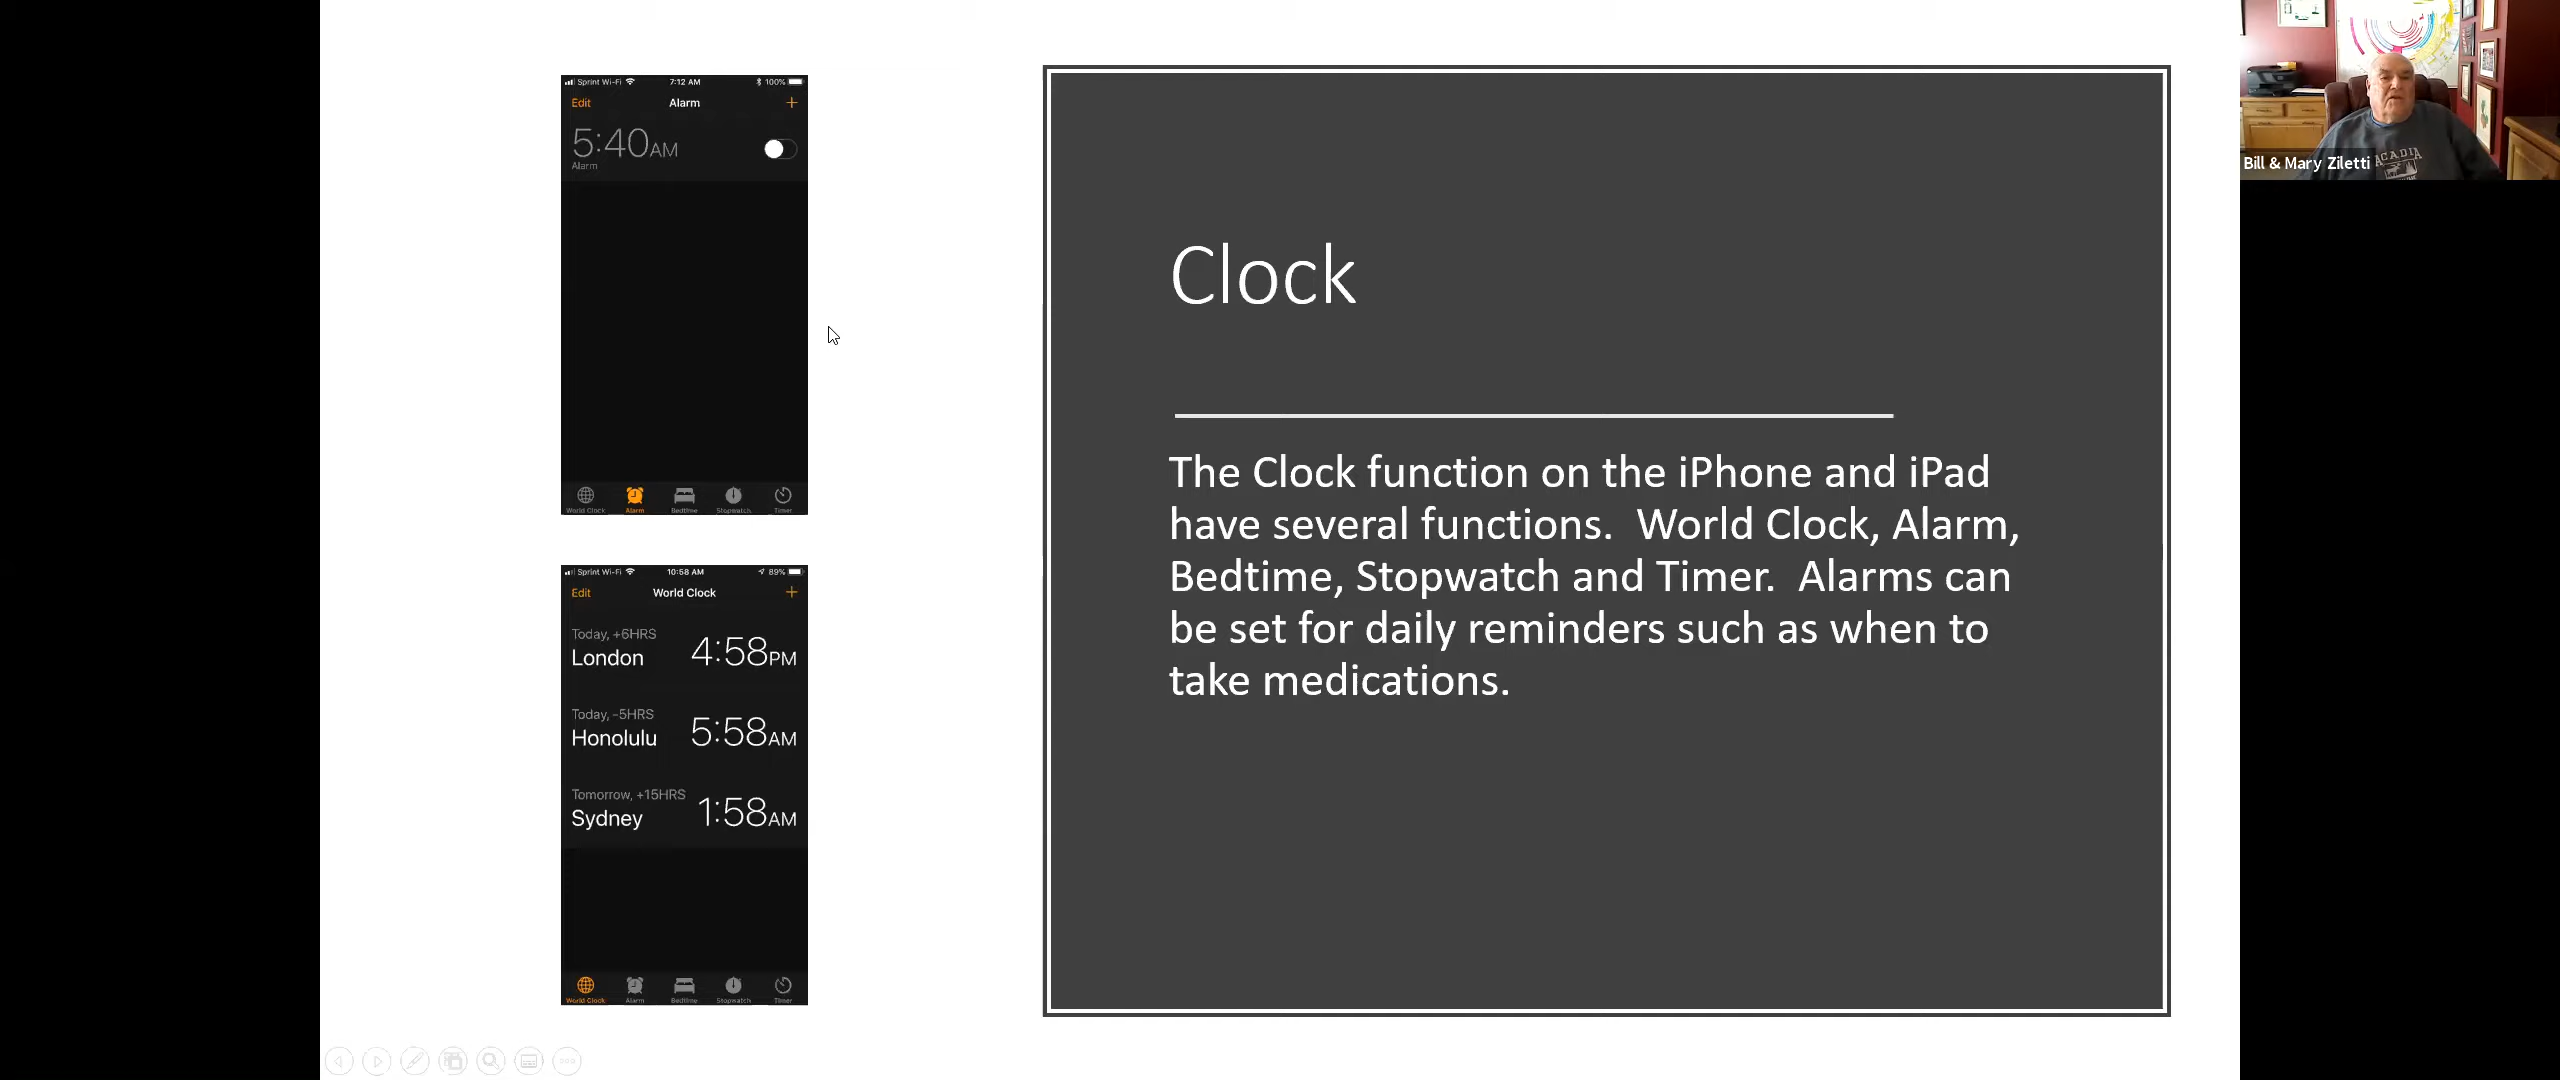 Sprint Wi-Fi 7:12 AM 100%
Edit Alarm +
5:40AM
Alarm
World Clock Alarm Bedtime Stopwatch Timer
Sprint Wi-Fi 10:58 AM 89%
Edit World Clock +
Today, +6HRS
London 4:58PM
Today, -5HRS
Honolulu 5:58AM
Tomorrow, +15HRS
Sydney 1:58AM
World Clock Alarm Bedtime Stopwatch Timer
Clock
The Clock function on the iPhone and iPad
have several functions.  World Clock, Alarm,
Bedtime, Stopwatch and Timer.  Alarms can
be set for daily reminders such as when to
take medications.
ACADIA
Bill & Mary Ziletti